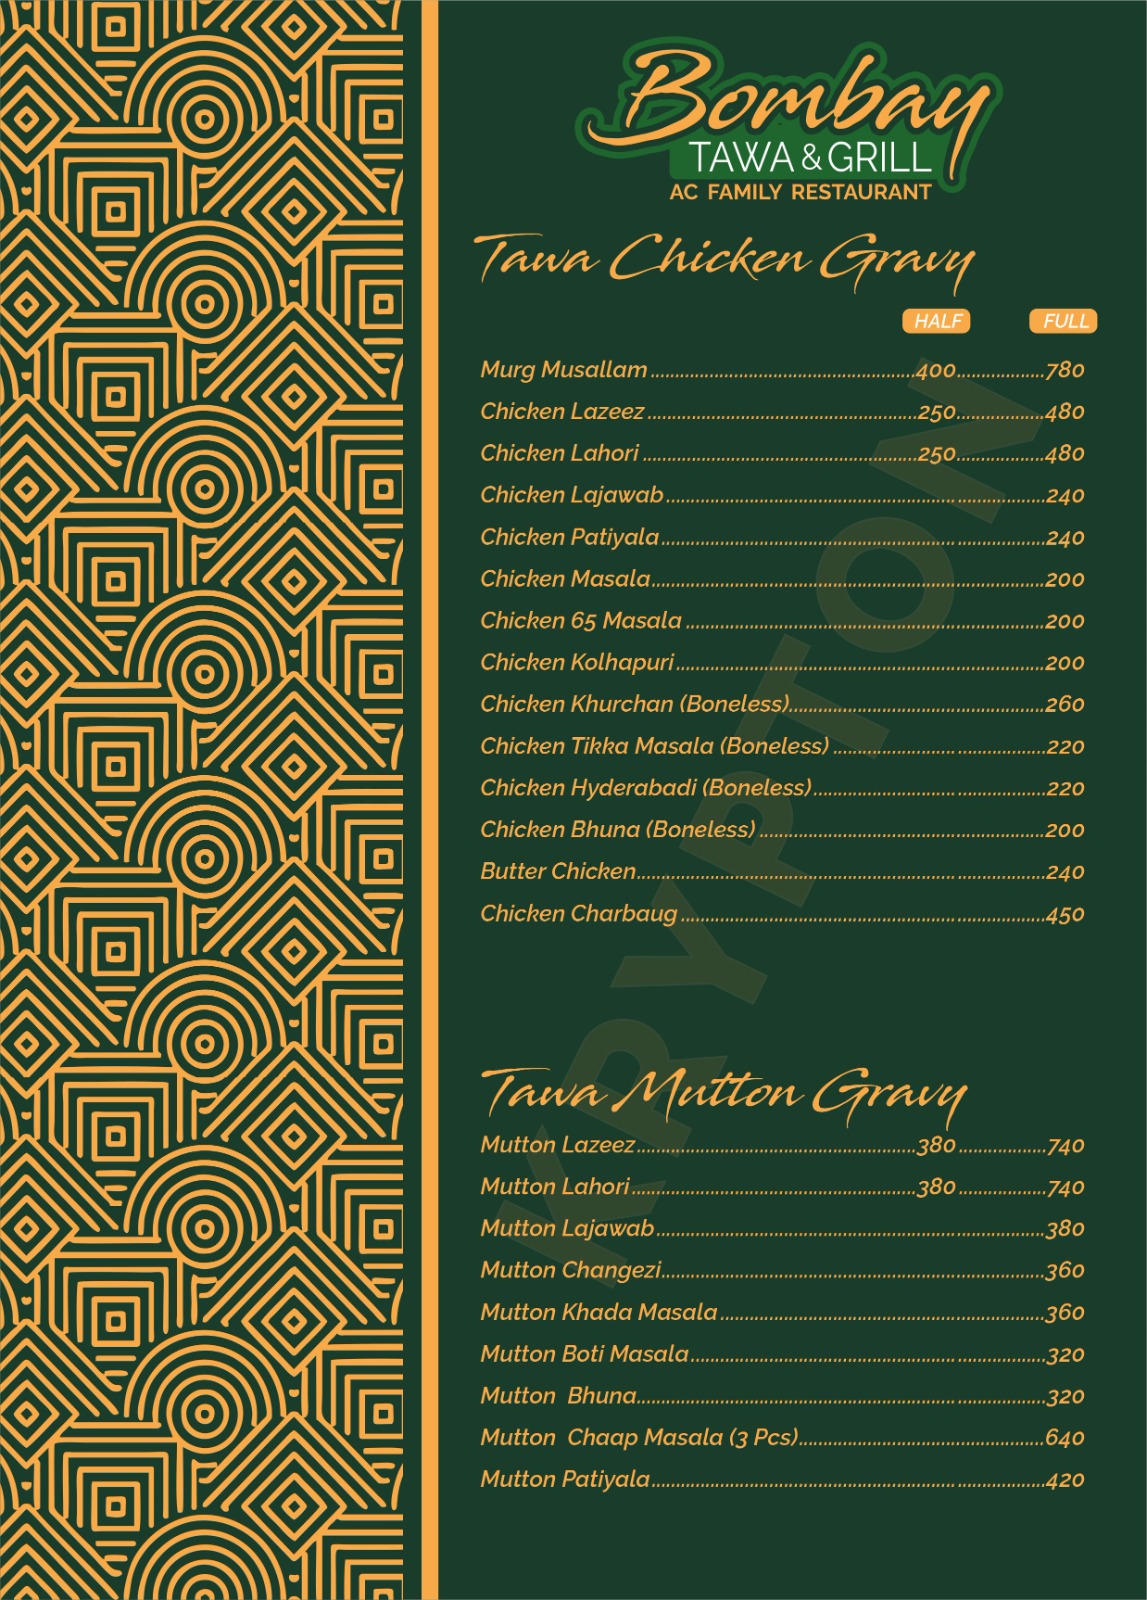 Bombay
TAWA & GRILL
AC FAMILY RESTAURANT
Tawa Chicken Gravy
HALF FULL
Murg Musallam 400 780
Chicken Lazeez 250 480
Chicken Lahori 250 480
Chicken Lajawab 240
Chicken Patiyala 240
Chicken Masala 200
Chicken 65 Masala 200
Chicken Kolhapuri 200
Chicken Khurchan (Boneless) 260
Chicken Tikka Masala (Boneless) 220
Chicken Hyderabadi (Boneless) 220
Chicken Bhuna (Boneless) 200
Butter Chicken 240
Chicken Charbaug 450
Tawa Mutton Gravy
Mutton Lazeez 380 740
Mutton Lahori 380 740
Mutton Lajawab 380
Mutton Changezi 360
Mutton Khada Masala 360
Mutton Boti Masala 320
Mutton Bhuna 320
Mutton Chaap Masala (3 Pcs) 640
Mutton Patiyala 420
KRYPTON